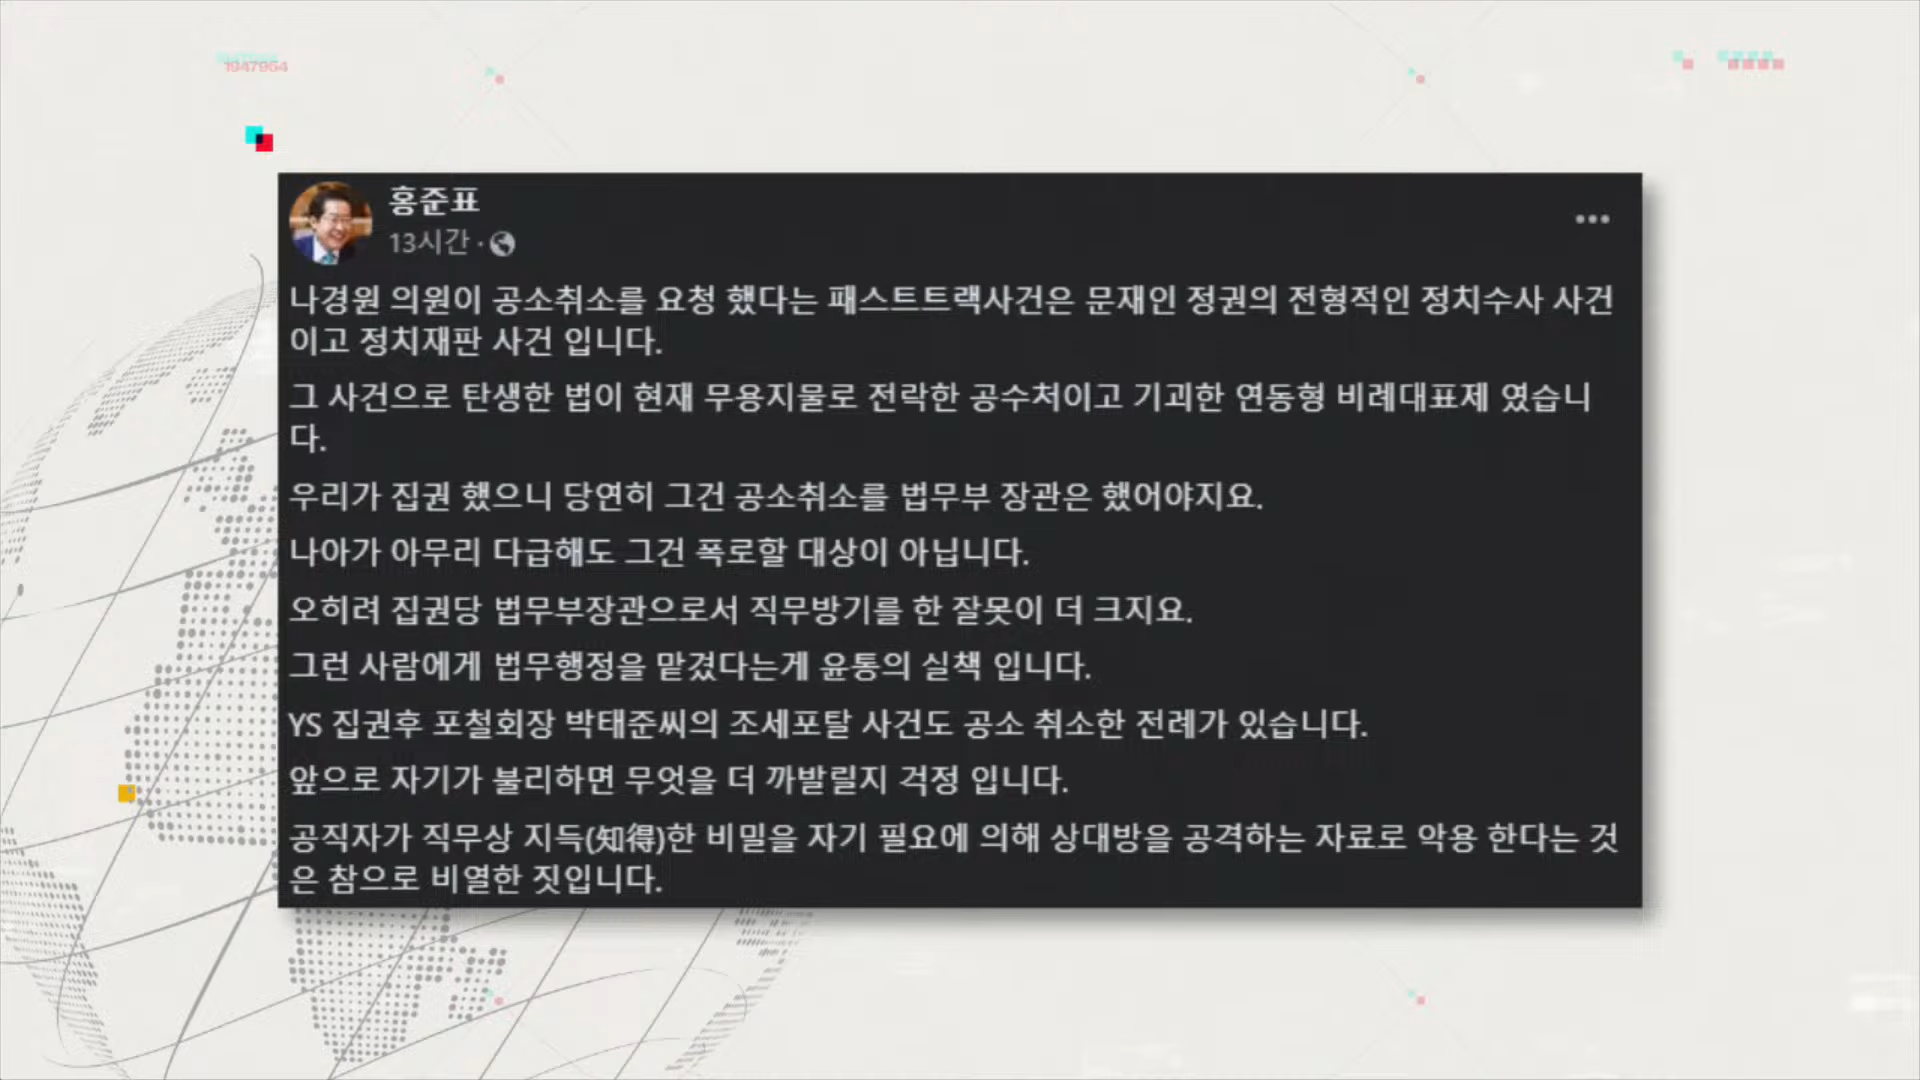 1947954
홍준표
13시간 ·
나경원 의원이 공소취소를 요청 했다는 패스트트랙사건은 문재인 정권의 전형적인 정치수사 사건
이고 정치재판 사건 입니다.
그 사건으로 탄생한 법이 현재 무용지물로 전락한 공수처이고 기괴한 연동형 비례대표제 였습니
다.
우리가 집권 했으니 당연히 그건 공소취소를 법무부 장관은 했어야지요.
나아가 아무리 다급해도 그건 폭로할 대상이 아닙니다.
오히려 집권당 법무부장관으로서 직무방기를 한 잘못이 더 크지요.
그런 사람에게 법무행정을 맡겼다는게 윤통의 실책 입니다.
YS 집권후 포철회장 박태준씨의 조세포탈 사건도 공소 취소한 전례가 있습니다.
앞으로 자기가 불리하면 무엇을 더 까발릴지 걱정 입니다.
공직자가 직무상 지득(知得)한 비밀을 자기 필요에 의해 상대방을 공격하는 자료로 악용 한다는 것
은 참으로 비열한 짓입니다.